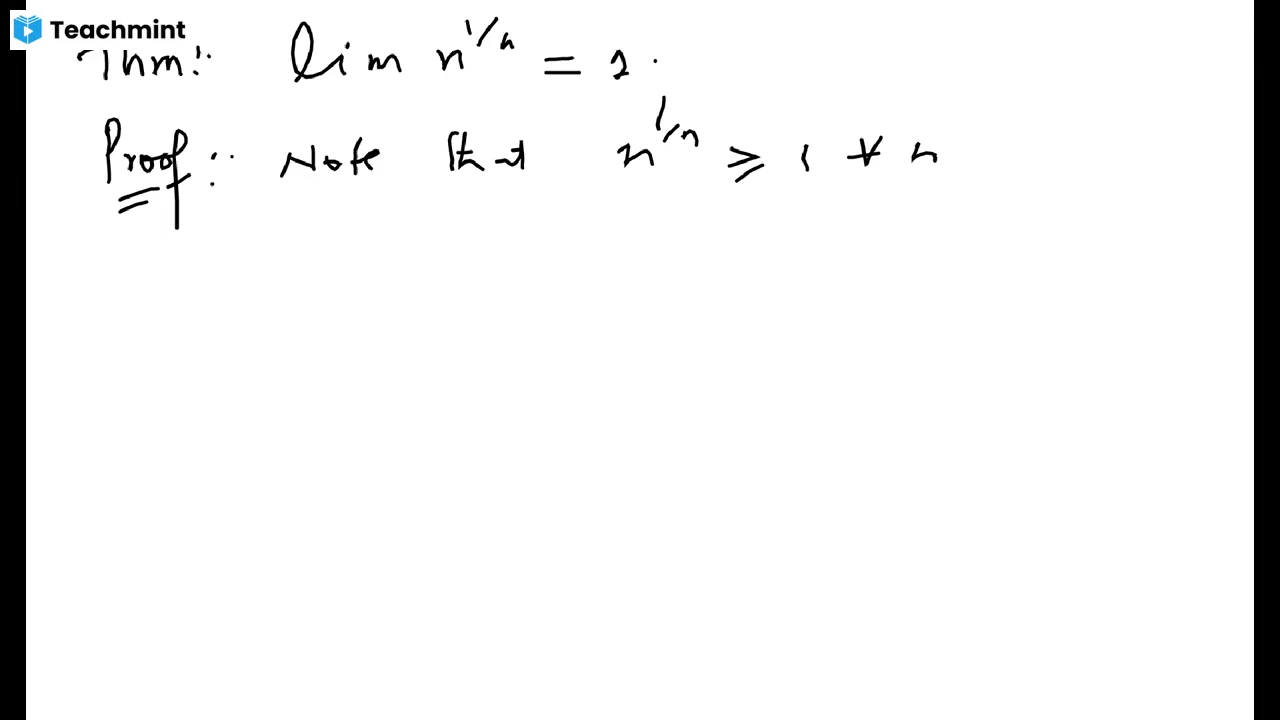 Teachmint
Thm:. lim n^{1/n} = 1.
Proof:. Note that n^{1/n} ⩾ 1 ∀ n